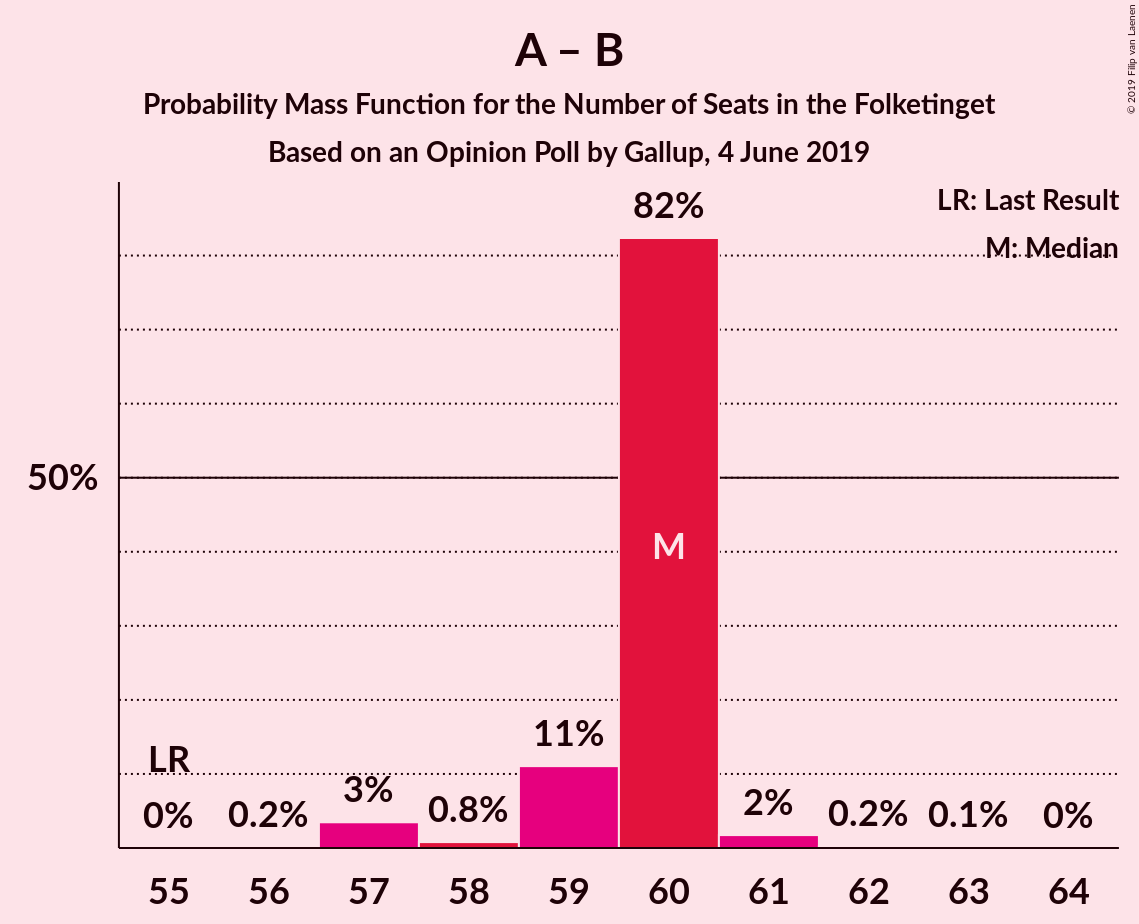 A – B
Probability Mass Function for the Number of Seats in the Folketinget
Based on an Opinion Poll by Gallup, 4 June 2019
© 2019 Filip van Laenen
LR: Last Result
M: Median
82%
50%
M
11%
LR
3%
0.8%
2%
0% 0.2% 0.2% 0.1% 0%
55 56 57 58 59 60 61 62 63 64